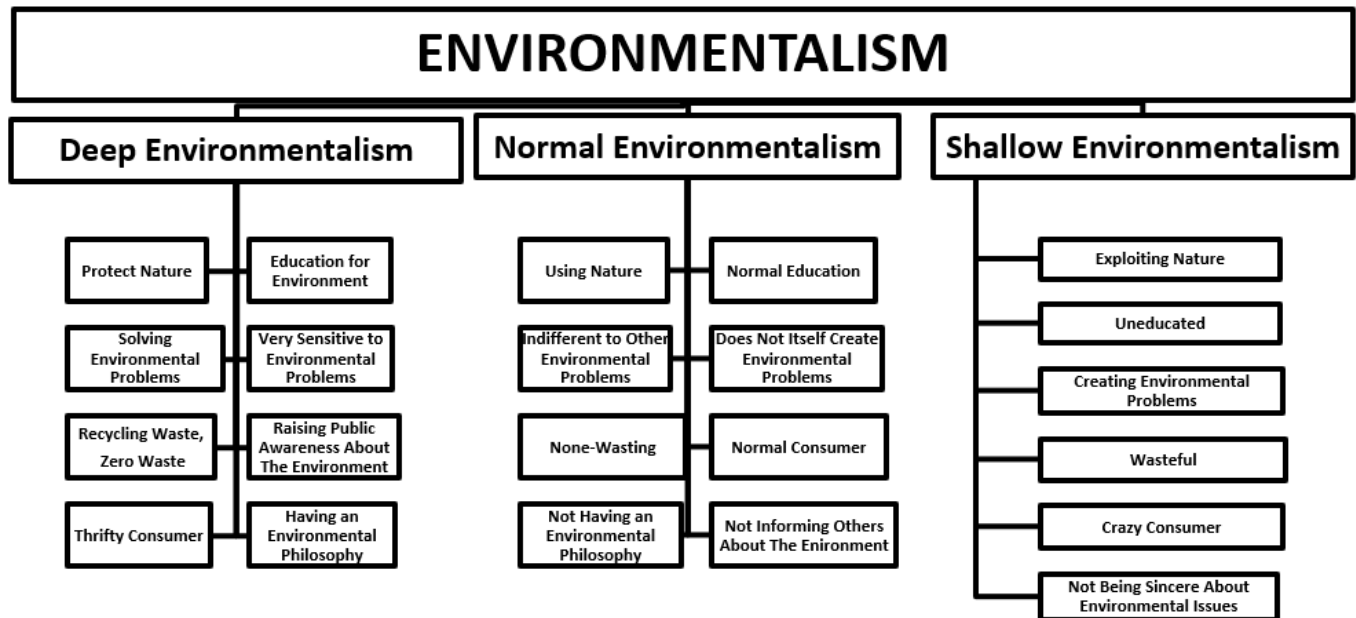 ENVIRONMENTALISM
Deep Environmentalism
Normal Environmentalism
Shallow Environmentalism
Protect Nature
Education for
Environment
Solving
Environmental
Problems
Very Sensitive to
Environmental
Problems
Recycling Waste,
Zero Waste
Raising Public
Awareness About
The Environment
Thrifty Consumer
Having an
Environmental
Philosophy
Using Nature
Normal Education
Indifferent to Other
Environmental
Problems
Does Not Itself Create
Environmental
Problems
None-Wasting
Normal Consumer
Not Having an
Environmental
Philosophy
Not Informing Others
About The Enironment
Exploiting Nature
Uneducated
Creating Environmental
Problems
Wasteful
Crazy Consumer
Not Being Sincere About
Environmental Issues